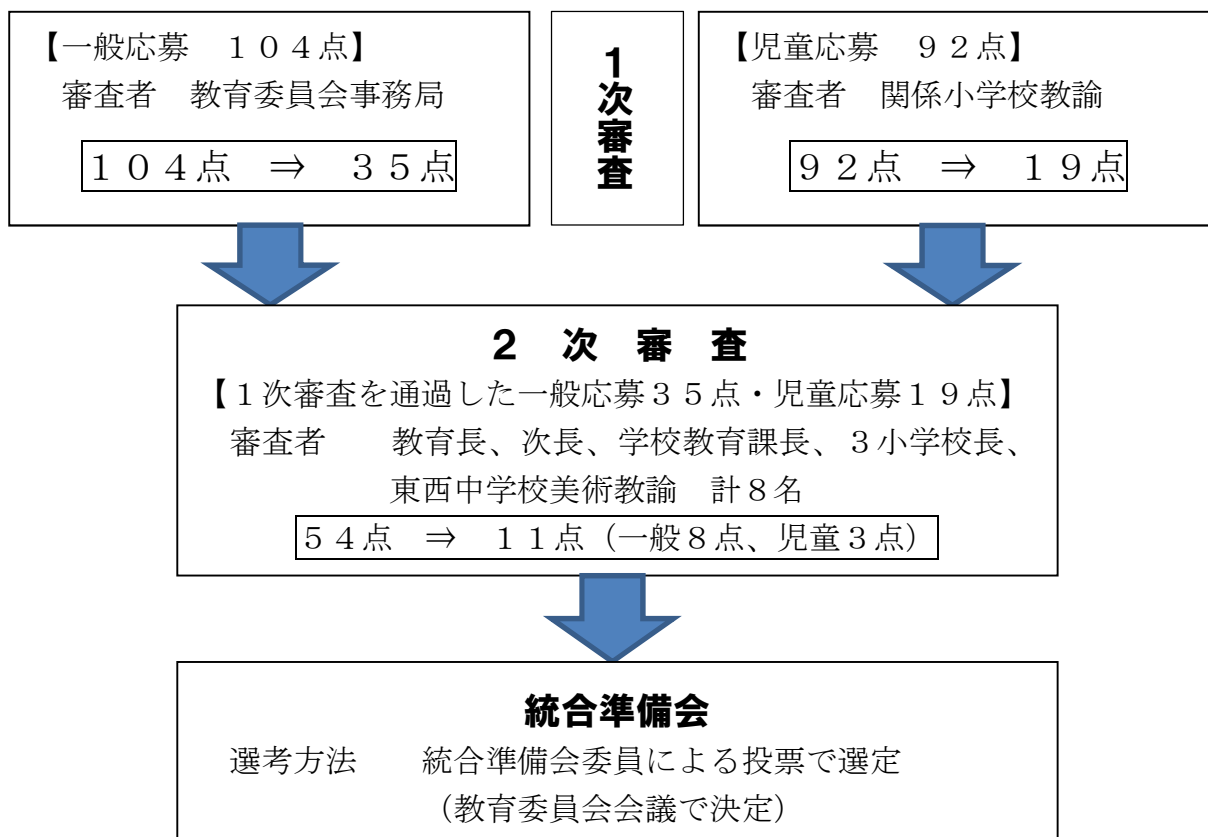 【一般応募　１０４点】
審査者　教育委員会事務局
１０４点　⇒　３５点
１次審査
【児童応募　９２点】
審査者　関係小学校教諭
９２点　⇒　１９点
２　次　審　査
【１次審査を通過した一般応募３５点・児童応募１９点】
審査者　　教育長、次長、学校教育課長、３小学校長、
東西中学校美術教諭　計８名
５４点　⇒　１１点（一般８点、児童３点）
統合準備会
選考方法　　統合準備会委員による投票で選定
（教育委員会会議で決定）